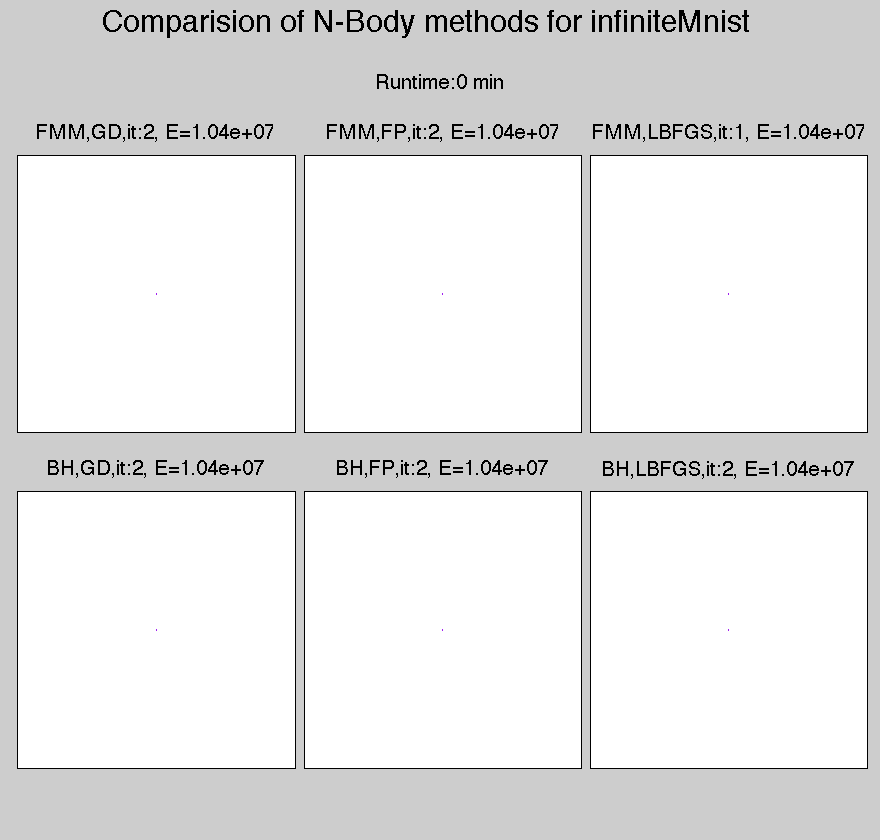 Comparision of N-Body methods for infiniteMnist
Runtime:0 min
FMM,GD,it:2, E=1.04e+07
FMM,FP,it:2, E=1.04e+07
FMM,LBFGS,it:1, E=1.04e+07
BH,GD,it:2, E=1.04e+07
BH,FP,it:2, E=1.04e+07
BH,LBFGS,it:2, E=1.04e+07